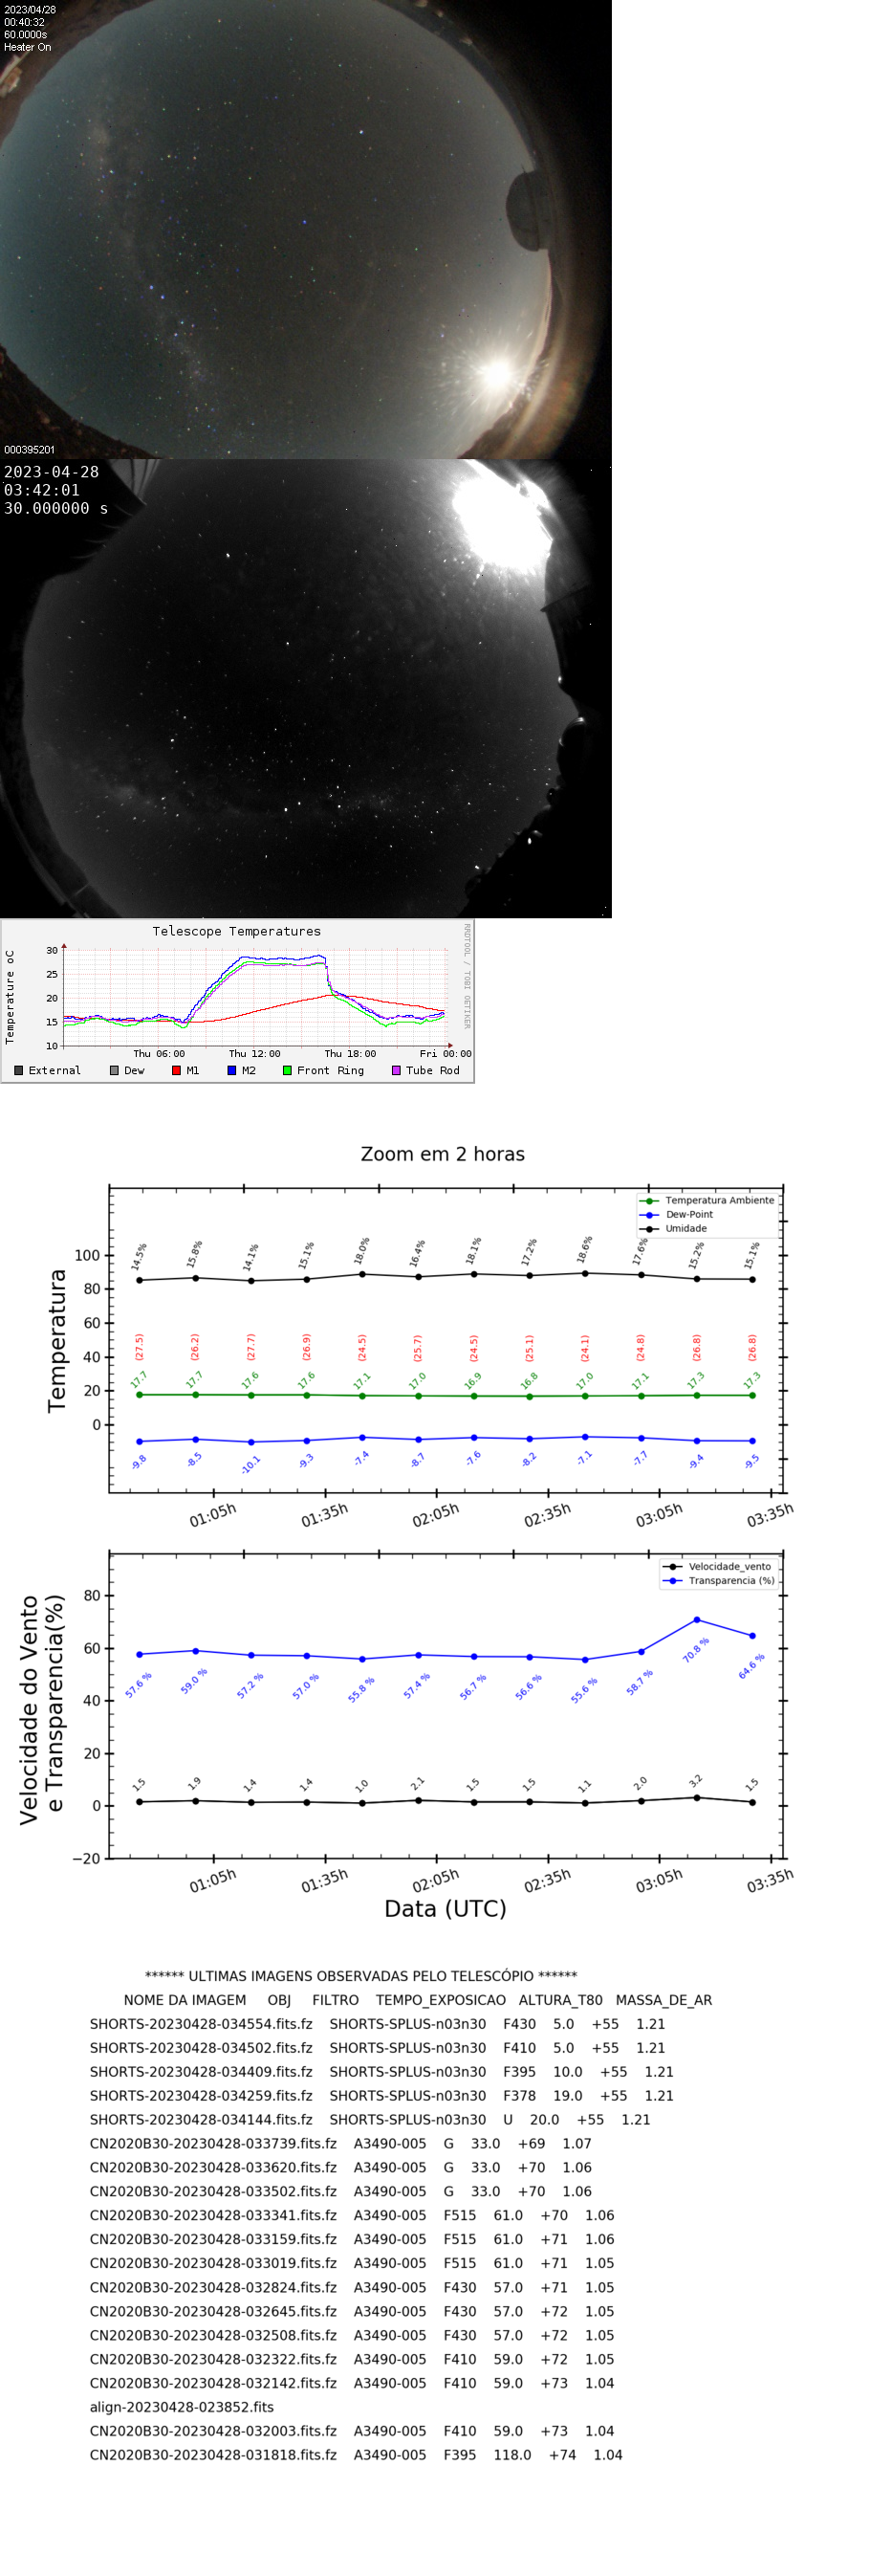 2023/04/28
00:40:32
60.0000s
Heater On
000395201
2023-04-28
03:42:01
30.000000 s
Telescope Temperatures
RRDTOOL / TOBI OETIKER
Temperature oC
30
25
20
15
10
Thu 06:00 Thu 12:00 Thu 18:00 Fri 00:00
External Dew M1 M2 Front Ring Tube Rod
Zoom em 2 horas
Temperatura Ambiente
Dew-Point
Umidade
Temperatura
100
80
60
40
20
0
14.5% 15.8% 14.1% 15.1% 18.0% 16.4% 18.1% 17.2% 18.6% 17.6% 15.2% 15.1%
(27.5) (26.2) (27.7) (26.9) (24.5) (25.7) (24.5) (25.1) (24.1) (24.8) (26.8) (26.8)
17.7 17.7 17.6 17.6 17.1 17.0 16.9 16.8 17.0 17.1 17.3 17.3
-9.8 -8.5 -10.1 -9.3 -7.4 -8.7 -7.6 -8.2 -7.1 -7.7 -9.4 -9.5
01:05h 01:35h 02:05h 02:35h 03:05h 03:35h
Velocidade_vento
Transparencia (%)
Velocidade do Vento
e Transparencia(%)
80
60
40
20
0
−20
57.6 % 59.0 % 57.2 % 57.0 % 55.8 % 57.4 % 56.7 % 56.6 % 55.6 % 58.7 % 70.8 % 64.6 %
1.5 1.9 1.4 1.4 1.0 2.1 1.5 1.5 1.1 2.0 3.2 1.5
01:05h 01:35h 02:05h 02:35h 03:05h 03:35h
Data (UTC)
****** ULTIMAS IMAGENS OBSERVADAS PELO TELESCÓPIO ******
NOME DA IMAGEM OBJ FILTRO TEMPO_EXPOSICAO ALTURA_T80 MASSA_DE_AR
SHORTS-20230428-034554.fits.fz SHORTS-SPLUS-n03n30 F430 5.0 +55 1.21
SHORTS-20230428-034502.fits.fz SHORTS-SPLUS-n03n30 F410 5.0 +55 1.21
SHORTS-20230428-034409.fits.fz SHORTS-SPLUS-n03n30 F395 10.0 +55 1.21
SHORTS-20230428-034259.fits.fz SHORTS-SPLUS-n03n30 F378 19.0 +55 1.21
SHORTS-20230428-034144.fits.fz SHORTS-SPLUS-n03n30 U 20.0 +55 1.21
CN2020B30-20230428-033739.fits.fz A3490-005 G 33.0 +69 1.07
CN2020B30-20230428-033620.fits.fz A3490-005 G 33.0 +70 1.06
CN2020B30-20230428-033502.fits.fz A3490-005 G 33.0 +70 1.06
CN2020B30-20230428-033341.fits.fz A3490-005 F515 61.0 +70 1.06
CN2020B30-20230428-033159.fits.fz A3490-005 F515 61.0 +71 1.06
CN2020B30-20230428-033019.fits.fz A3490-005 F515 61.0 +71 1.05
CN2020B30-20230428-032824.fits.fz A3490-005 F430 57.0 +71 1.05
CN2020B30-20230428-032645.fits.fz A3490-005 F430 57.0 +72 1.05
CN2020B30-20230428-032508.fits.fz A3490-005 F430 57.0 +72 1.05
CN2020B30-20230428-032322.fits.fz A3490-005 F410 59.0 +72 1.05
CN2020B30-20230428-032142.fits.fz A3490-005 F410 59.0 +73 1.04
align-20230428-023852.fits
CN2020B30-20230428-032003.fits.fz A3490-005 F410 59.0 +73 1.04
CN2020B30-20230428-031818.fits.fz A3490-005 F395 118.0 +74 1.04